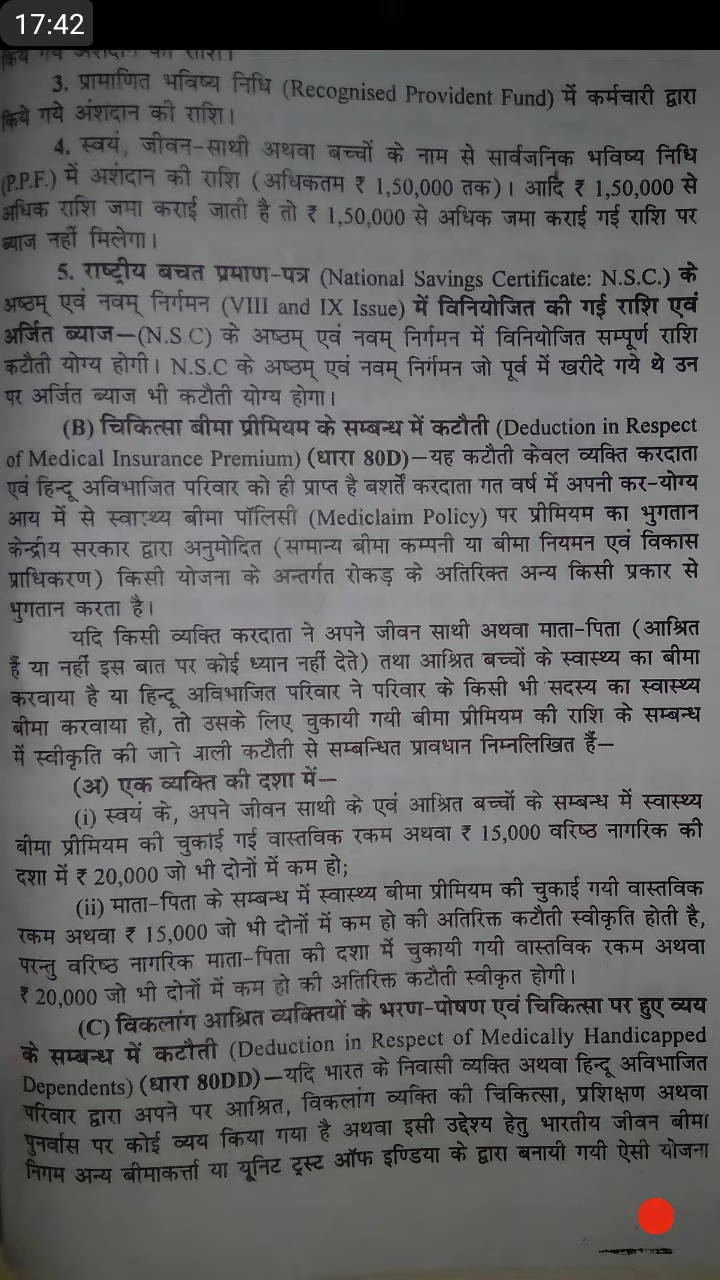 17:42
किये गये अंशदान की राशि।
3. प्रामाणित भविष्य निधि (Recognised Provident Fund) में कर्मचारी द्वारा
किये गये अंशदान की राशि।
4. स्वयं, जीवन-साथी अथवा बच्चों के नाम से सार्वजनिक भविष्य निधि
(P.P.F.) में अशंदान की राशि (अधिकतम ₹ 1,50,000 तक)। आदि ₹ 1,50,000 से
अधिक राशि जमा कराई जाती है तो ₹ 1,50,000 से अधिक जमा कराई गई राशि पर
ब्याज नहीं मिलेगा।
5. राष्ट्रीय बचत प्रमाण-पत्र (National Savings Certificate: N.S.C.) के
अष्ठम् एवं नवम् निर्गमन (VIII and IX Issue) में विनियोजित की गई राशि एवं
अर्जित ब्याज—(N.S.C) के अष्ठम् एवं नवम् निर्गमन में विनियोजित सम्पूर्ण राशि
कटौती योग्य होगी। N.S.C के अष्ठम् एवं नवम् निर्गमन जो पूर्व में खरीदे गये थे उन
पर अर्जित ब्याज भी कटौती योग्य होगा।
(B) चिकित्सा बीमा प्रीमियम के सम्बन्ध में कटौती (Deduction in Respect
of Medical Insurance Premium) (धारा 80D)—यह कटौती केवल व्यक्ति करदाता
एवं हिन्दू अविभाजित परिवार को ही प्राप्त है बशर्ते करदाता गत वर्ष में अपनी कर-योग्य
आय में से स्वास्थ्य बीमा पॉलिसी (Mediclaim Policy) पर प्रीमियम का भुगतान
केन्द्रीय सरकार द्वारा अनुमोदित (सामान्य बीमा कम्पनी या बीमा नियमन एवं विकास
प्राधिकरण) किसी योजना के अन्तर्गत रोकड़ के अतिरिक्त अन्य किसी प्रकार से
भुगतान करता है।
यदि किसी व्यक्ति करदाता ने अपने जीवन साथी अथवा माता-पिता (आश्रित
हैं या नहीं इस बात पर कोई ध्यान नहीं देते) तथा आश्रित बच्चों के स्वास्थ्य का बीमा
करवाया है या हिन्दू अविभाजित परिवार ने परिवार के किसी भी सदस्य का स्वास्थ्य
बीमा करवाया हो, तो उसके लिए चुकायी गयी बीमा प्रीमियम की राशि के सम्बन्ध
में स्वीकृति की जाने वाली कटौती से सम्बन्धित प्रावधान निम्नलिखित हैं—
(अ) एक व्यक्ति की दशा में—
(i) स्वयं के, अपने जीवन साथी के एवं आश्रित बच्चों के सम्बन्ध में स्वास्थ्य
बीमा प्रीमियम की चुकाई गई वास्तविक रकम अथवा ₹ 15,000 वरिष्ठ नागरिक की
दशा में ₹ 20,000 जो भी दोनों में कम हो;
(ii) माता-पिता के सम्बन्ध में स्वास्थ्य बीमा प्रीमियम की चुकाई गयी वास्तविक
रकम अथवा ₹ 15,000 जो भी दोनों में कम हो की अतिरिक्त कटौती स्वीकृति होती है,
परन्तु वरिष्ठ नागरिक माता-पिता की दशा में चुकायी गयी वास्तविक रकम अथवा
₹ 20,000 जो भी दोनों में कम हो की अतिरिक्त कटौती स्वीकृत होगी।
(C) विकलांग आश्रित व्यक्तियों के भरण-पोषण एवं चिकित्सा पर हुए व्यय
के सम्बन्ध में कटौती (Deduction in Respect of Medically Handicapped
Dependents) (धारा 80DD)—यदि भारत के निवासी व्यक्ति अथवा हिन्दू अविभाजित
परिवार द्वारा अपने पर आश्रित, विकलांग व्यक्ति की चिकित्सा, प्रशिक्षण अथवा
पुनर्वास पर कोई व्यय किया गया है अथवा इसी उद्देश्य हेतु भारतीय जीवन बीमा
निगम अन्य बीमाकर्त्ता या यूनिट ट्रस्ट ऑफ इण्डिया के द्वारा बनायी गयी ऐसी योजना